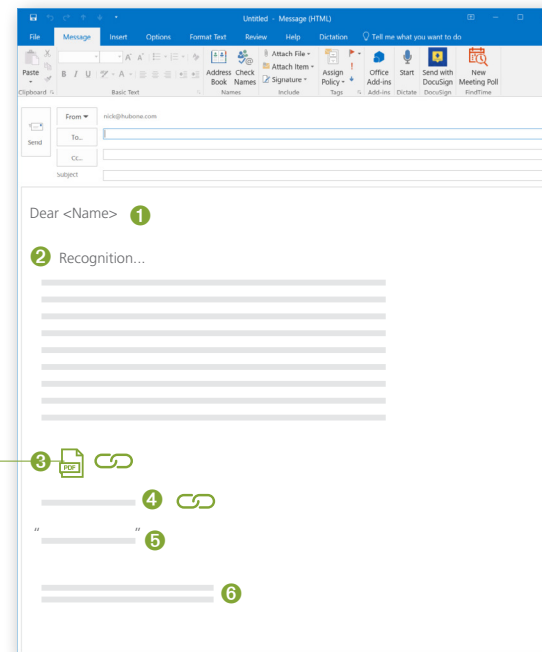 Untitled - Message (HTML)
File Message Insert Options Format Text Review Help Dictation Tell me what you want to do
Paste
B I U
Address Book
Check Names
Attach File
Attach Item
Signature
Assign Policy
Office Add-ins
Start
Send with DocuSign
New Meeting Poll
Clipboard Basic Text Names Include Tags Add-ins Dictate DocuSign FindTime
Send
From nick@hubone.com
To...
Cc...
Subject
Dear <Name> 1
2 Recognition...
3 PDF
4
“ ” 5
6